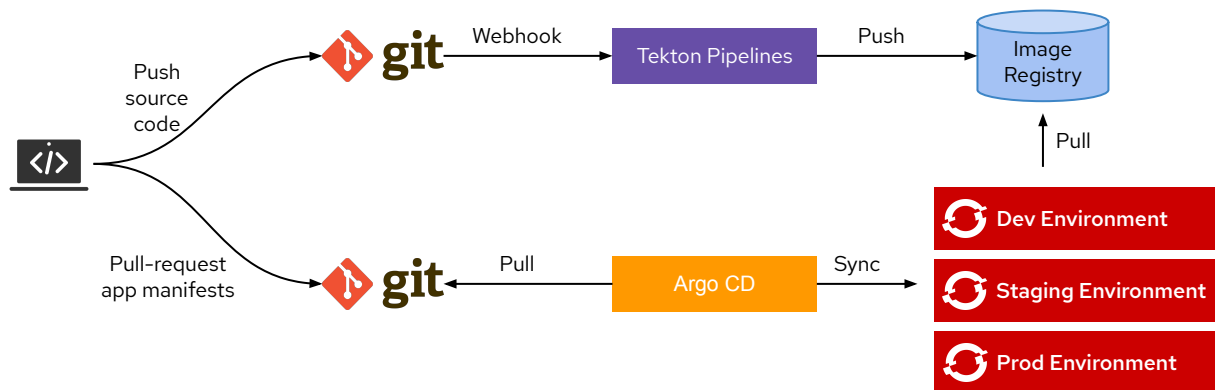 git
Webhook
Tekton Pipelines
Push
Image
Registry
Push
source
code
</>
Pull
Dev Environment
Pull-request
app manifests
git
Pull
Argo CD
Sync
Staging Environment
Prod Environment